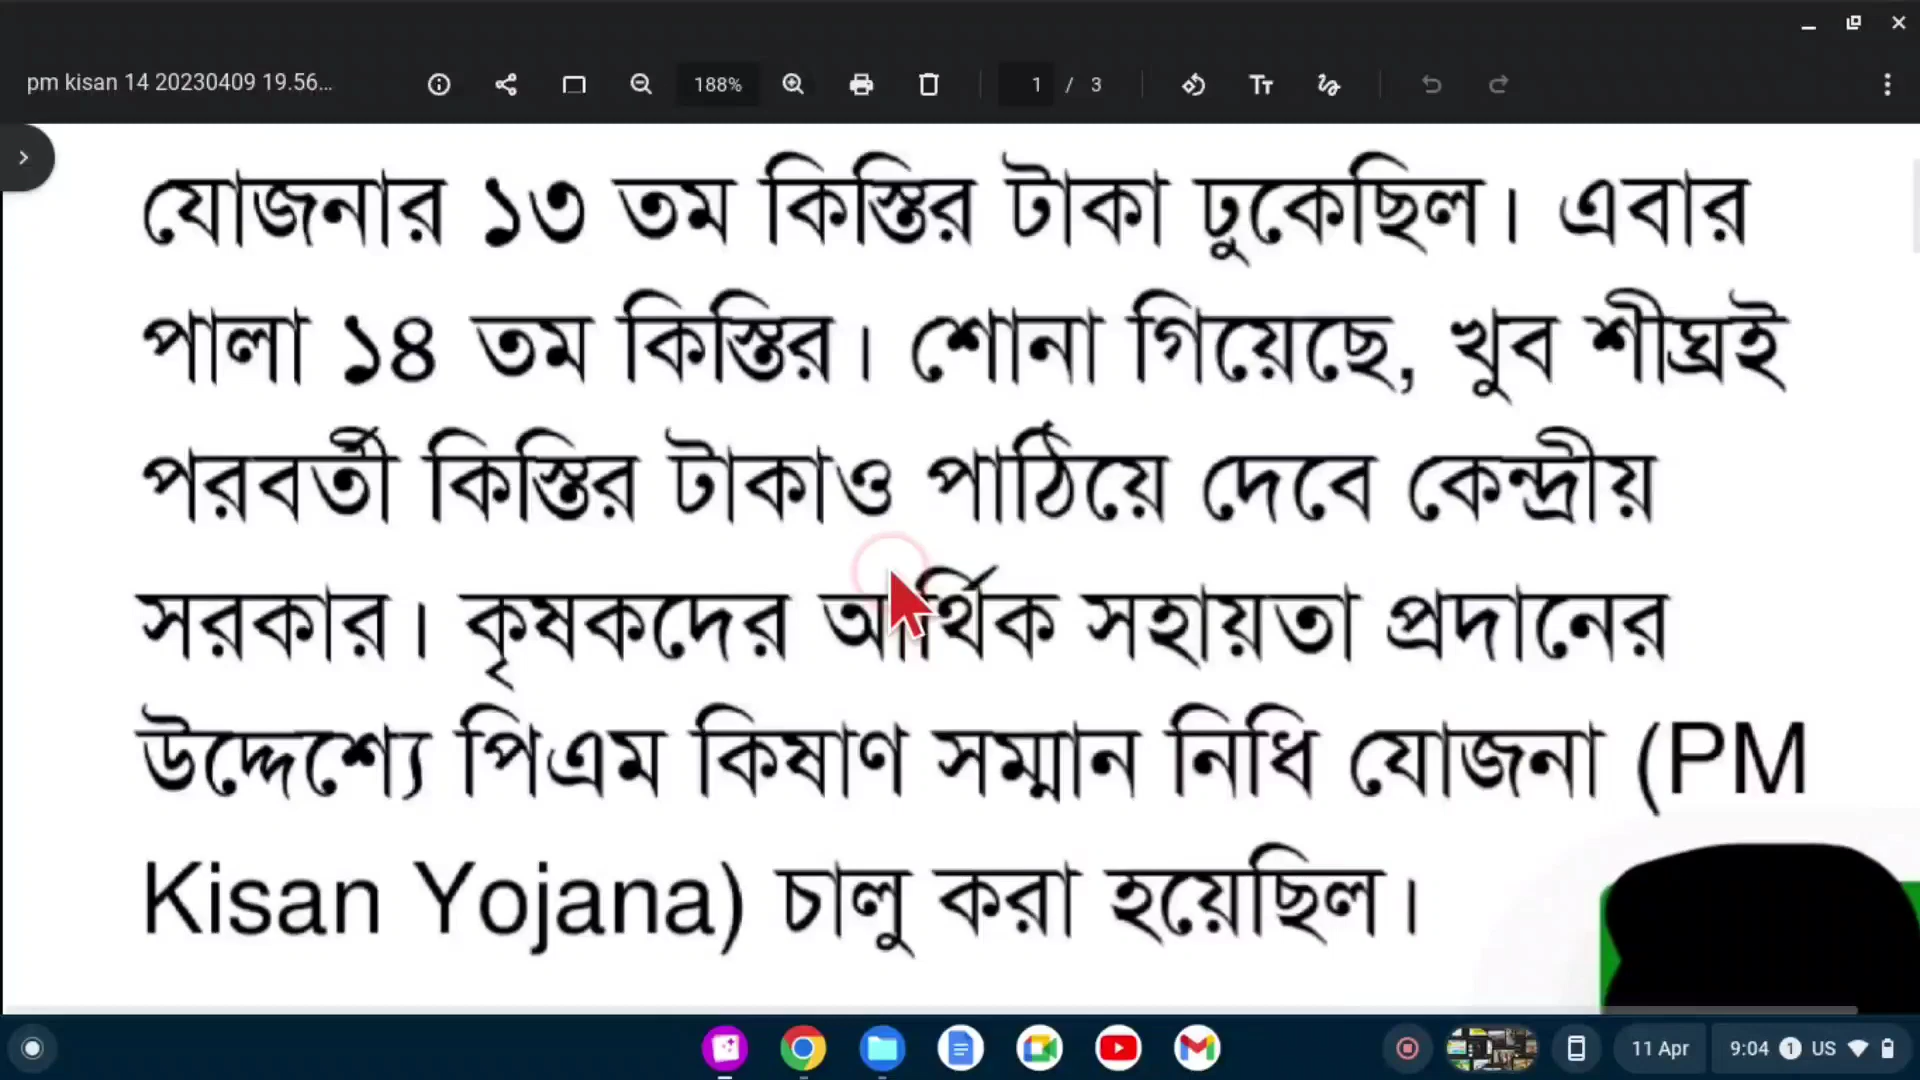 pm kisan 14 20230409 19.56...
188%
1 / 3
যোজনার ১৩ তম কিস্তির টাকা ঢুকেছিল। এবার
পালা ১৪ তম কিস্তির। শোনা গিয়েছে, খুব শীঘ্রই
পরবর্তী কিস্তির টাকাও পাঠিয়ে দেবে কেন্দ্রীয়
সরকার। কৃষকদের আর্থিক সহায়তা প্রদানের
উদ্দেশ্যে পিএম কিষাণ সম্মান নিধি যোজনা (PM
Kisan Yojana) চালু করা হয়েছিল।
11 Apr
9:04 1 US